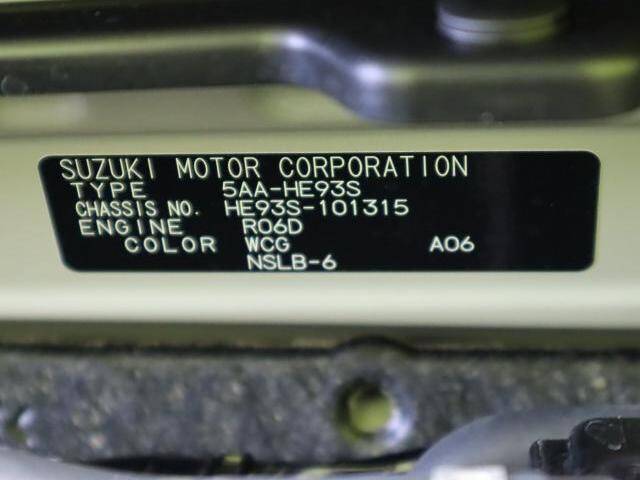 SUZUKI MOTOR CORPORATION
TYPE 5AA-HE93S
CHASSIS NO. HE93S-101315
ENGINE R06D
COLOR WCG A06
NSLB-6